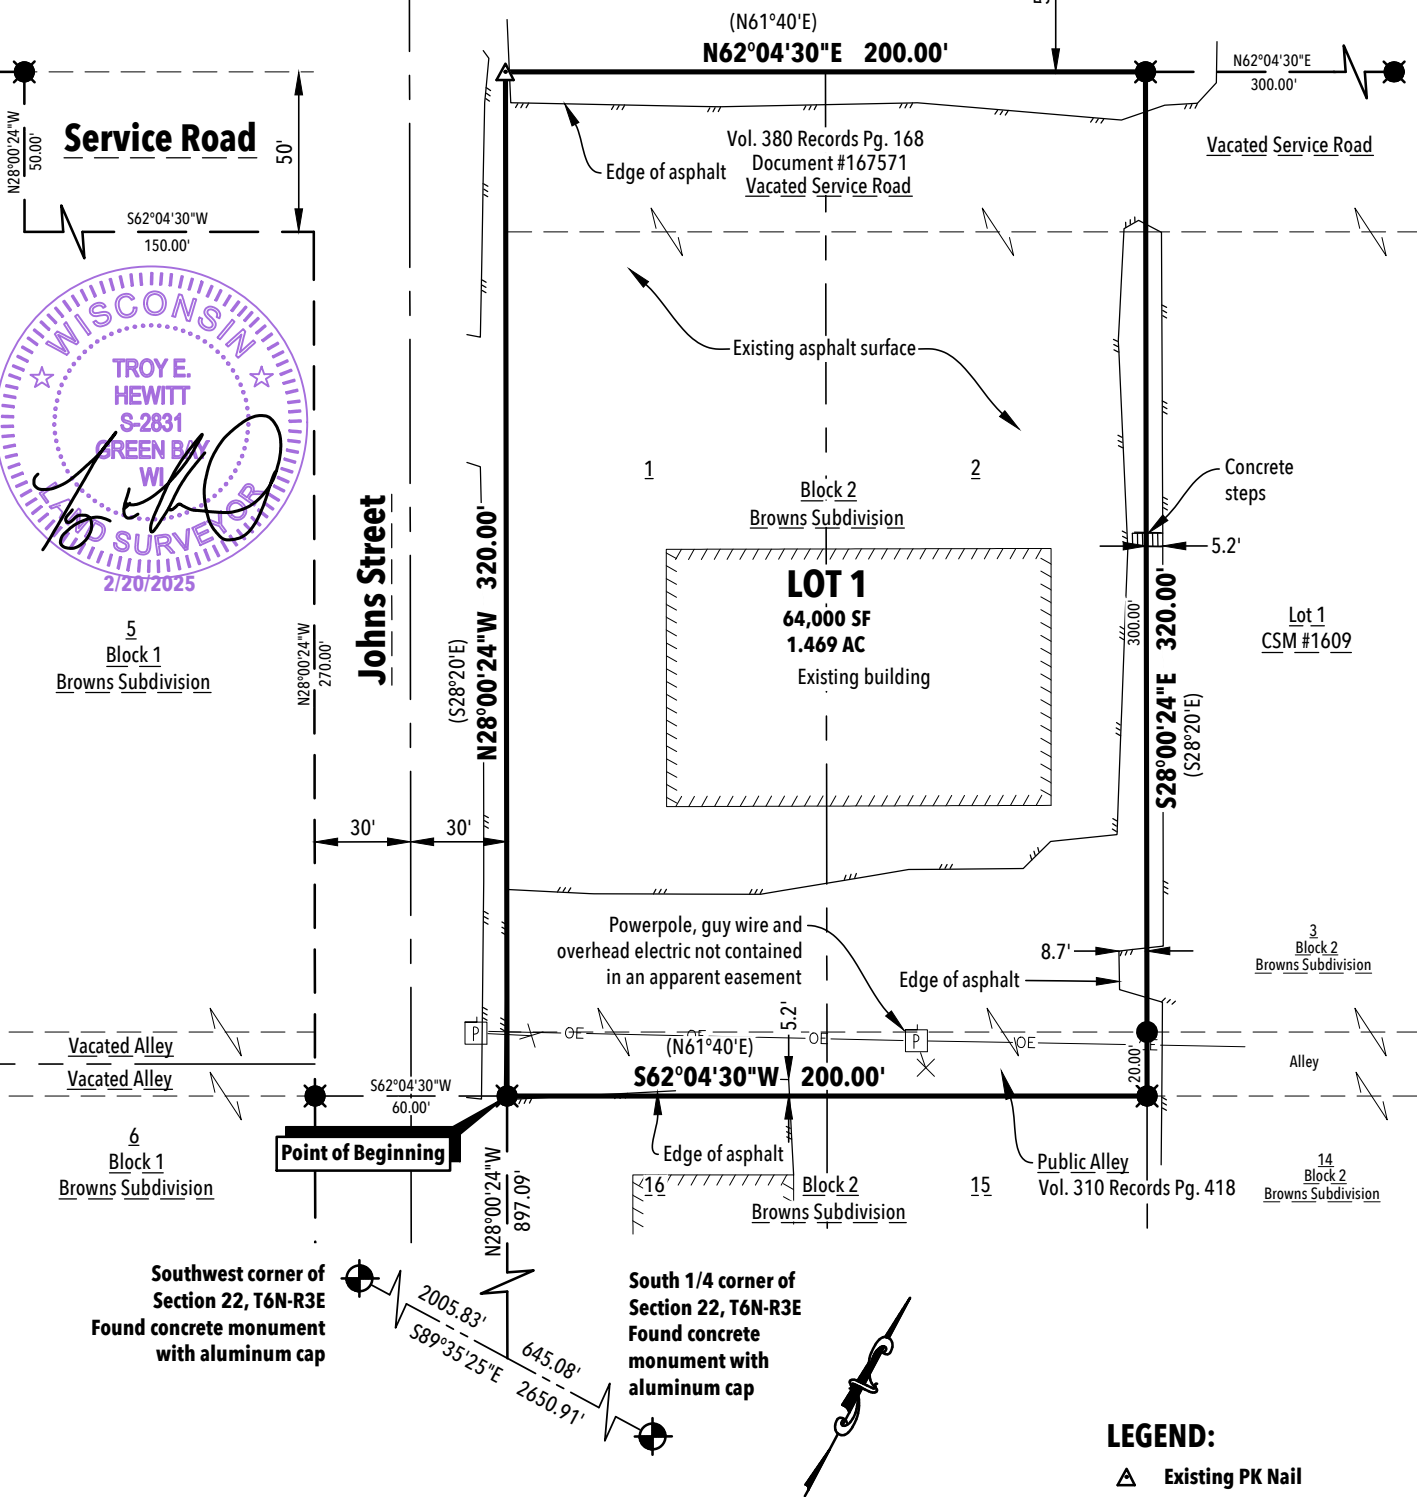 (N61°40'E)
N62°04'30"E 200.00'
N62°04'30"E
300.00'
N28°00'24"W
50.00'
Service Road
50'
S62°04'30"W
150.00'
Edge of asphalt
Vol. 380 Records Pg. 168
Document #167571
Vacated Service Road
Vacated Service Road
WISCONSIN
TROY E.
HEWITT
S-2831
GREEN BAY
WI
LAND SURVEYOR
2/20/2025
Existing asphalt surface
1
2
Block 2
Browns Subdivision
Concrete
steps
5.2'
LOT 1
64,000 SF
1.469 AC
Existing building
Johns Street
N28°00'24"W
270.00'
(S28°20'E)
N28°00'24"W 320.00'
300.00'
S28°00'24"E 320.00'
(S28°20'E)
5
Block 1
Browns Subdivision
Lot 1
CSM #1609
30'
30'
Powerpole, guy wire and
overhead electric not contained
in an apparent easement
8.7'
Edge of asphalt
3
Block 2
Browns Subdivision
P
OE
OE
OE
P
OE
5.2'
20.00'
Alley
Vacated Alley
Vacated Alley
(N61°40'E)
S62°04'30"W 200.00'
S62°04'30"W
60.00'
Point of Beginning
6
Block 1
Browns Subdivision
N28°00'24"W
897.09'
Edge of asphalt
16
Block 2
Browns Subdivision
15
Public Alley
Vol. 310 Records Pg. 418
14
Block 2
Browns Subdivision
Southwest corner of
Section 22, T6N-R3E
Found concrete monument
with aluminum cap
2005.83'
645.08'
S89°35'25"E 2650.91'
South 1/4 corner of
Section 22, T6N-R3E
Found concrete
monument with
aluminum cap
LEGEND:
Existing PK Nail